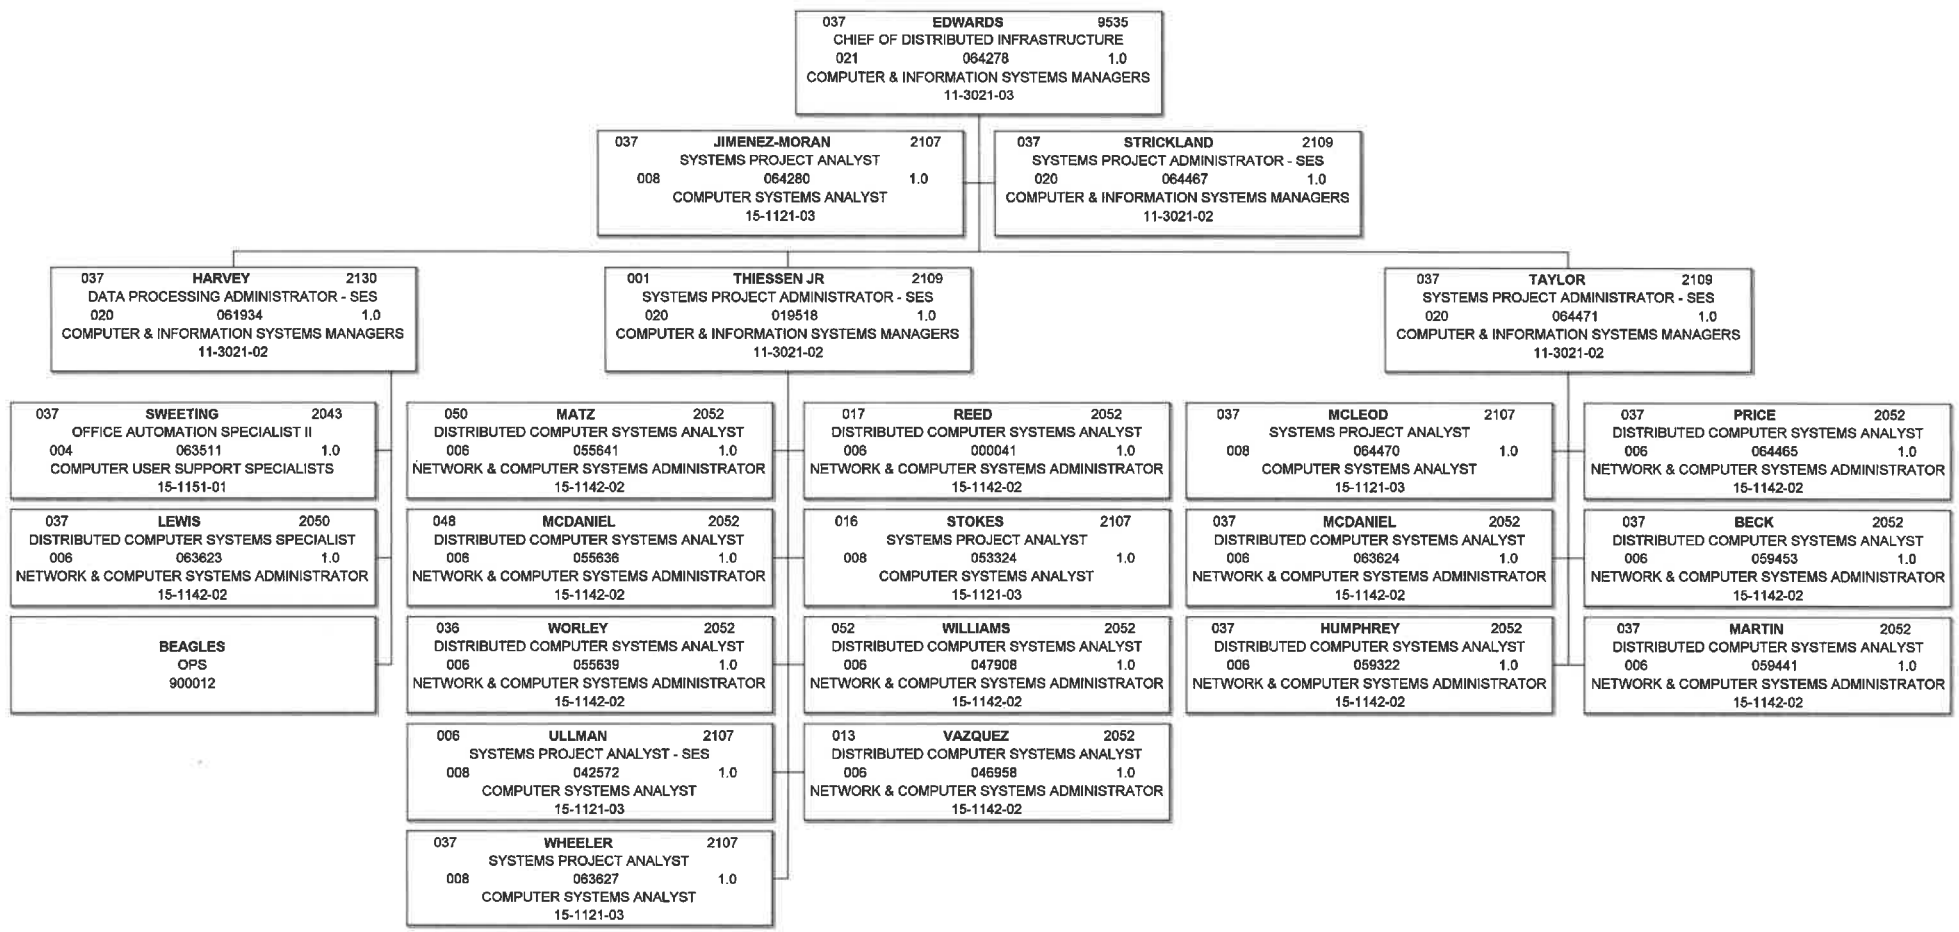 037 EDWARDS 9535
CHIEF OF DISTRIBUTED INFRASTRUCTURE
021 064278 1.0
COMPUTER & INFORMATION SYSTEMS MANAGERS
11-3021-03
037 JIMENEZ-MORAN 2107
SYSTEMS PROJECT ANALYST
008 064280 1.0
COMPUTER SYSTEMS ANALYST
15-1121-03
037 STRICKLAND 2109
SYSTEMS PROJECT ADMINISTRATOR - SES
020 064467 1.0
COMPUTER & INFORMATION SYSTEMS MANAGERS
11-3021-02
037 HARVEY 2130
DATA PROCESSING ADMINISTRATOR - SES
020 061934 1.0
COMPUTER & INFORMATION SYSTEMS MANAGERS
11-3021-02
001 THIESSEN JR 2109
SYSTEMS PROJECT ADMINISTRATOR - SES
020 019518 1.0
COMPUTER & INFORMATION SYSTEMS MANAGERS
11-3021-02
037 TAYLOR 2109
SYSTEMS PROJECT ADMINISTRATOR - SES
020 064471 1.0
COMPUTER & INFORMATION SYSTEMS MANAGERS
11-3021-02
037 SWEETING 2043
OFFICE AUTOMATION SPECIALIST II
004 063511 1.0
COMPUTER USER SUPPORT SPECIALISTS
15-1151-01
037 LEWIS 2050
DISTRIBUTED COMPUTER SYSTEMS SPECIALIST
006 063623 1.0
NETWORK & COMPUTER SYSTEMS ADMINISTRATOR
15-1142-02
BEAGLES
OPS
900012
050 MATZ 2052
DISTRIBUTED COMPUTER SYSTEMS ANALYST
006 055641 1.0
NETWORK & COMPUTER SYSTEMS ADMINISTRATOR
15-1142-02
017 REED 2052
DISTRIBUTED COMPUTER SYSTEMS ANALYST
006 000041 1.0
NETWORK & COMPUTER SYSTEMS ADMINISTRATOR
15-1142-02
048 MCDANIEL 2052
DISTRIBUTED COMPUTER SYSTEMS ANALYST
006 055636 1.0
NETWORK & COMPUTER SYSTEMS ADMINISTRATOR
15-1142-02
016 STOKES 2107
SYSTEMS PROJECT ANALYST
008 053324 1.0
COMPUTER SYSTEMS ANALYST
15-1121-03
036 WORLEY 2052
DISTRIBUTED COMPUTER SYSTEMS ANALYST
006 055639 1.0
NETWORK & COMPUTER SYSTEMS ADMINISTRATOR
15-1142-02
052 WILLIAMS 2052
DISTRIBUTED COMPUTER SYSTEMS ANALYST
006 047908 1.0
NETWORK & COMPUTER SYSTEMS ADMINISTRATOR
15-1142-02
006 ULLMAN 2107
SYSTEMS PROJECT ANALYST - SES
008 042572 1.0
COMPUTER SYSTEMS ANALYST
15-1121-03
013 VAZQUEZ 2052
DISTRIBUTED COMPUTER SYSTEMS ANALYST
006 046958 1.0
NETWORK & COMPUTER SYSTEMS ADMINISTRATOR
15-1142-02
037 WHEELER 2107
SYSTEMS PROJECT ANALYST
008 063627 1.0
COMPUTER SYSTEMS ANALYST
15-1121-03
037 MCLEOD 2107
SYSTEMS PROJECT ANALYST
008 064470 1.0
COMPUTER SYSTEMS ANALYST
15-1121-03
037 PRICE 2052
DISTRIBUTED COMPUTER SYSTEMS ANALYST
006 064465 1.0
NETWORK & COMPUTER SYSTEMS ADMINISTRATOR
15-1142-02
037 MCDANIEL 2052
DISTRIBUTED COMPUTER SYSTEMS ANALYST
006 063624 1.0
NETWORK & COMPUTER SYSTEMS ADMINISTRATOR
15-1142-02
037 BECK 2052
DISTRIBUTED COMPUTER SYSTEMS ANALYST
006 059453 1.0
NETWORK & COMPUTER SYSTEMS ADMINISTRATOR
15-1142-02
037 HUMPHREY 2052
DISTRIBUTED COMPUTER SYSTEMS ANALYST
006 059322 1.0
NETWORK & COMPUTER SYSTEMS ADMINISTRATOR
15-1142-02
037 MARTIN 2052
DISTRIBUTED COMPUTER SYSTEMS ANALYST
006 059441 1.0
NETWORK & COMPUTER SYSTEMS ADMINISTRATOR
15-1142-02